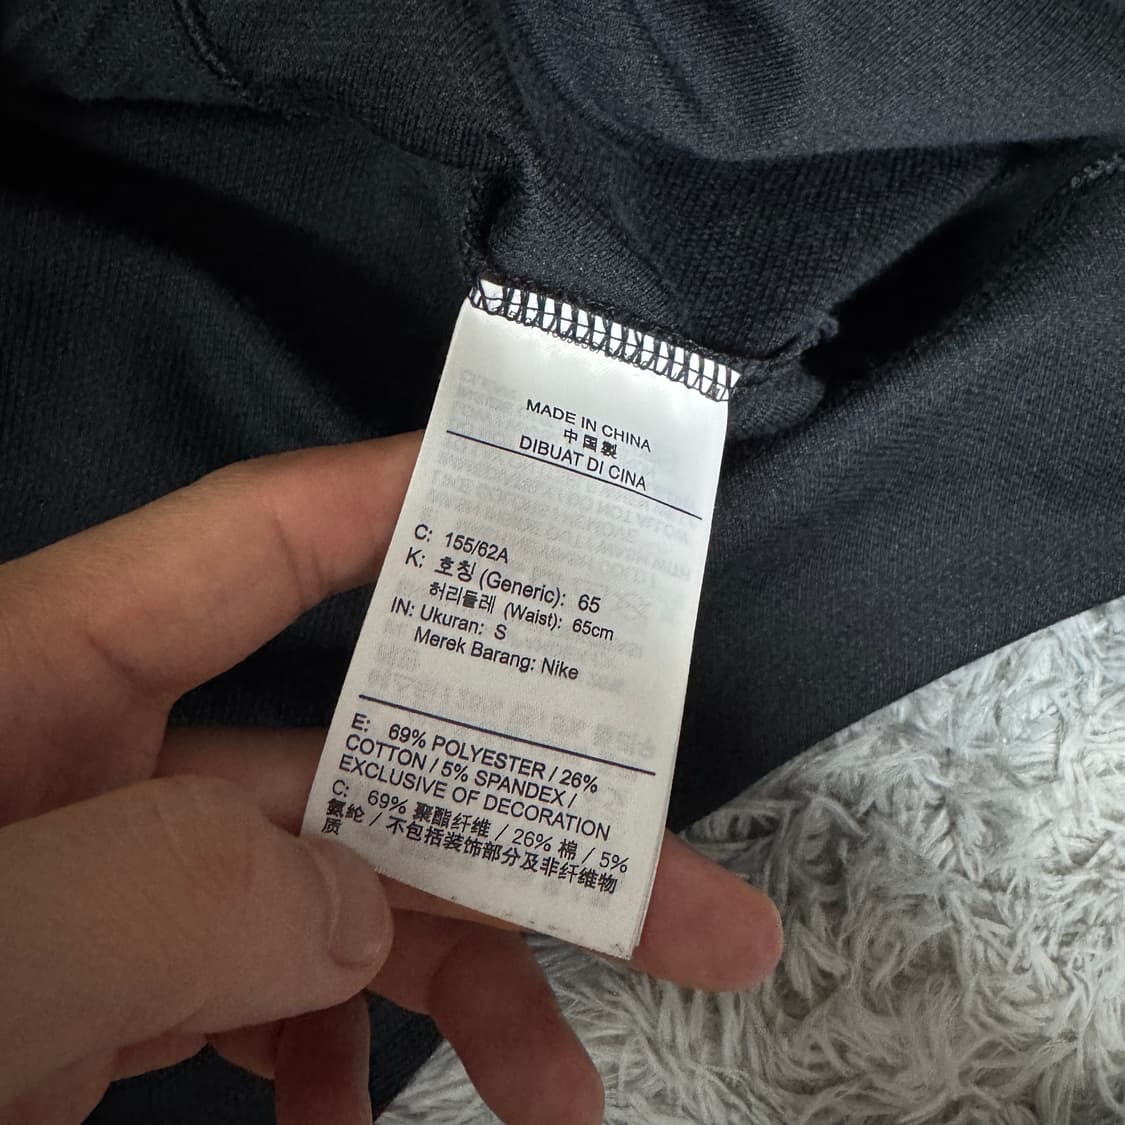 MADE IN CHINA
中国製
DIBUAT DI CINA
C: 155/62A
K: 호칭 (Generic): 65
허리둘레 (Waist): 65cm
IN: Ukuran: S
Merek Barang: Nike
E: 69% POLYESTER / 26%
COTTON / 5% SPANDEX /
EXCLUSIVE OF DECORATION
C: 69% 聚酯纤维 / 26% 棉 / 5%
氨纶 / 不包括装饰部分及非纤维物
质